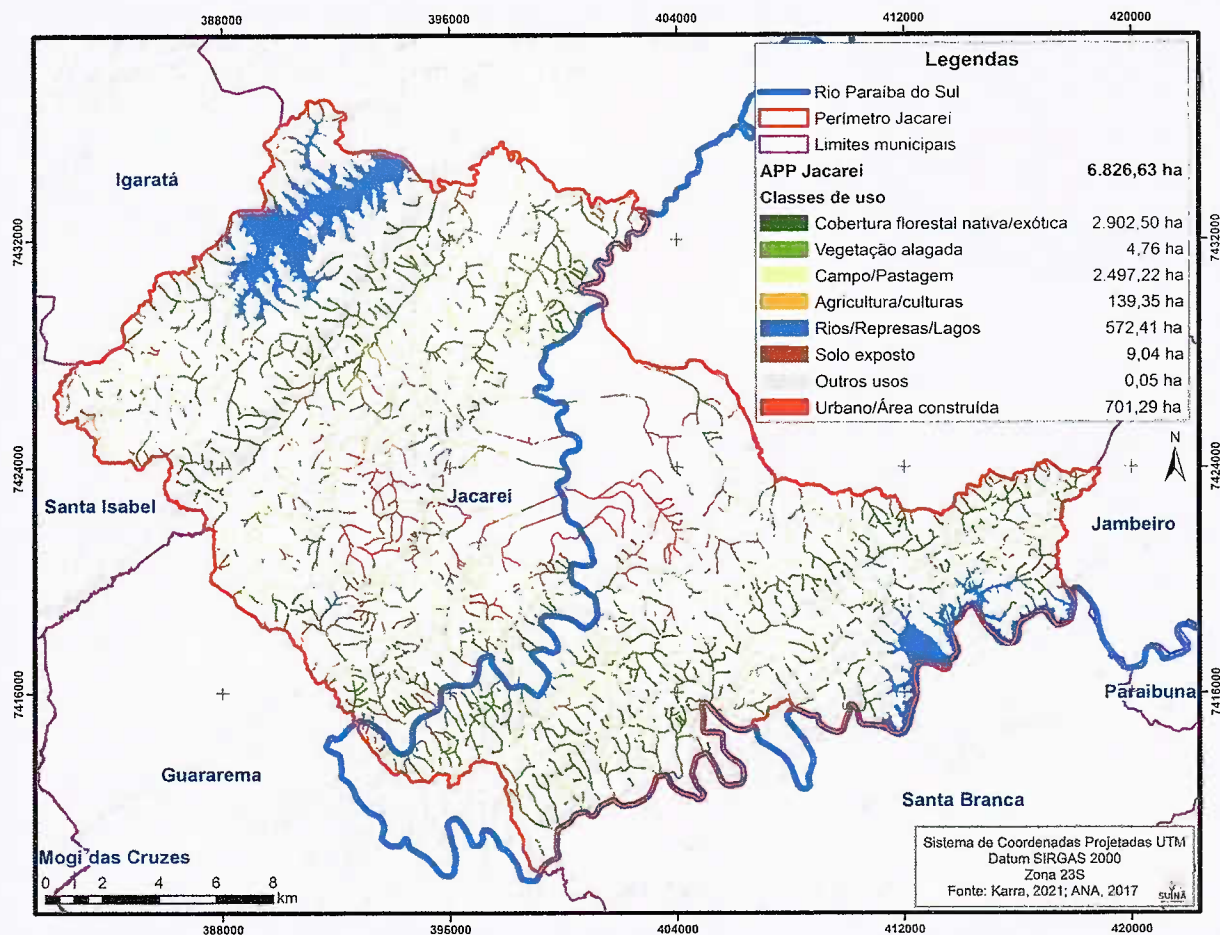 388000
396000
404000
412000
420000
Legendas
Rio Paraíba do Sul
Perímetro Jacareí
Limites municipais
APP Jacareí 6.826,63 ha
Classes de uso
Cobertura florestal nativa/exótica 2.902,50 ha
Vegetação alagada 4,76 ha
Campo/Pastagem 2.497,22 ha
Agricultura/culturas 139,35 ha
Rios/Represas/Lagos 572,41 ha
Solo exposto 9,04 ha
Outros usos 0,05 ha
Urbano/Área construída 701,29 ha
N
Igaratá
7432000
7432000
7424000
7424000
Santa Isabel
Jacareí
Jambeiro
7416000
7416000
Paraibuna
Guararema
Santa Branca
Mogi das Cruzes
0 1 2 4 6 8
km
Sistema de Coordenadas Projetadas UTM
Datum SIRGAS 2000
Zona 23S
Fonte: Karra, 2021; ANA, 2017
SUINÃ
388000
396000
404000
412000
420000